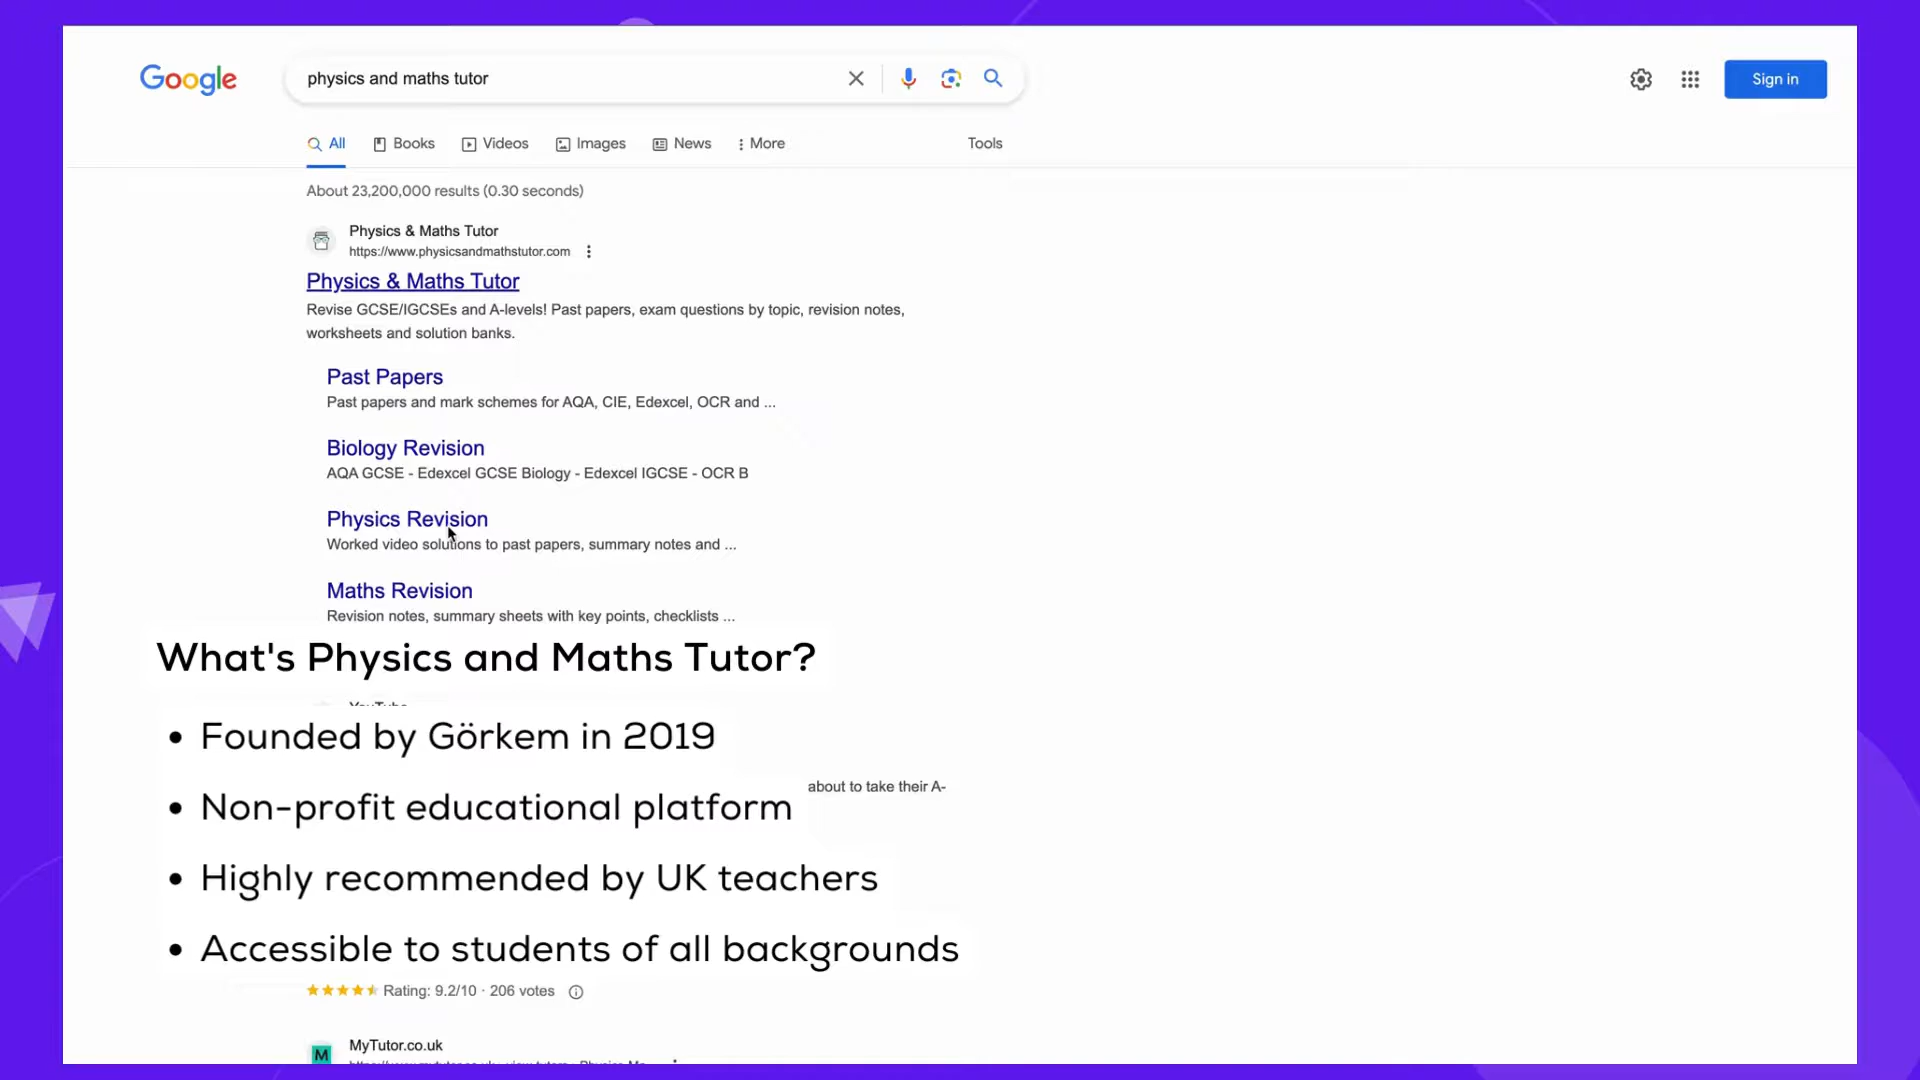 Google
physics and maths tutor
Sign in
All
Books
Videos
Images
News
More
Tools
About 23,200,000 results (0.30 seconds)
Physics & Maths Tutor
https://www.physicsandmathstutor.com
Physics & Maths Tutor
Revise GCSE/IGCSEs and A-levels! Past papers, exam questions by topic, revision notes,
worksheets and solution banks.
Past Papers
Past papers and mark schemes for AQA, CIE, Edexcel, OCR and ...
Biology Revision
AQA GCSE - Edexcel GCSE Biology - Edexcel IGCSE - OCR B
Physics Revision
Worked video solutions to past papers, summary notes and ...
Maths Revision
Revision notes, summary sheets with key points, checklists ...
What's Physics and Maths Tutor?
YouTube
• Founded by Görkem in 2019
about to take their A-
• Non-profit educational platform
• Highly recommended by UK teachers
• Accessible to students of all backgrounds
Rating: 9.2/10 · 206 votes
M
MyTutor.co.uk